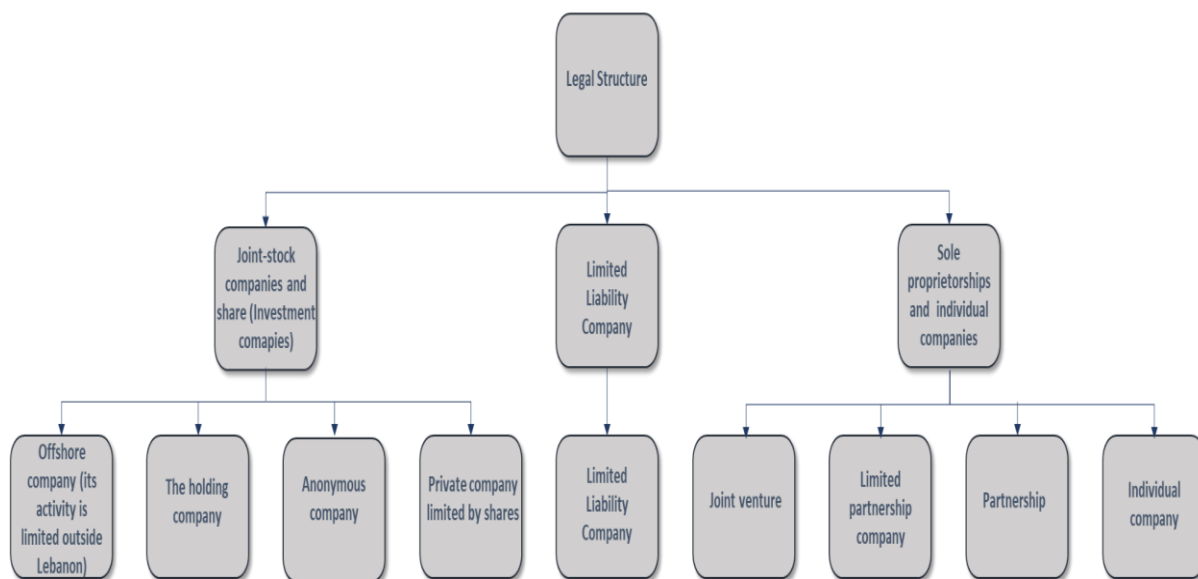 Legal Structure
Joint-stock
companies and
share (Investment
comapies)
Limited
Liability
Company
Sole
proprietorships
and individual
companies
Offshore
company (its
activity is
limited outside
Lebanon)
The holding
company
Anonymous
company
Private company
limited by shares
Limited
Liability
Company
Joint venture
Limited
partnership
company
Partnership
Individual
company